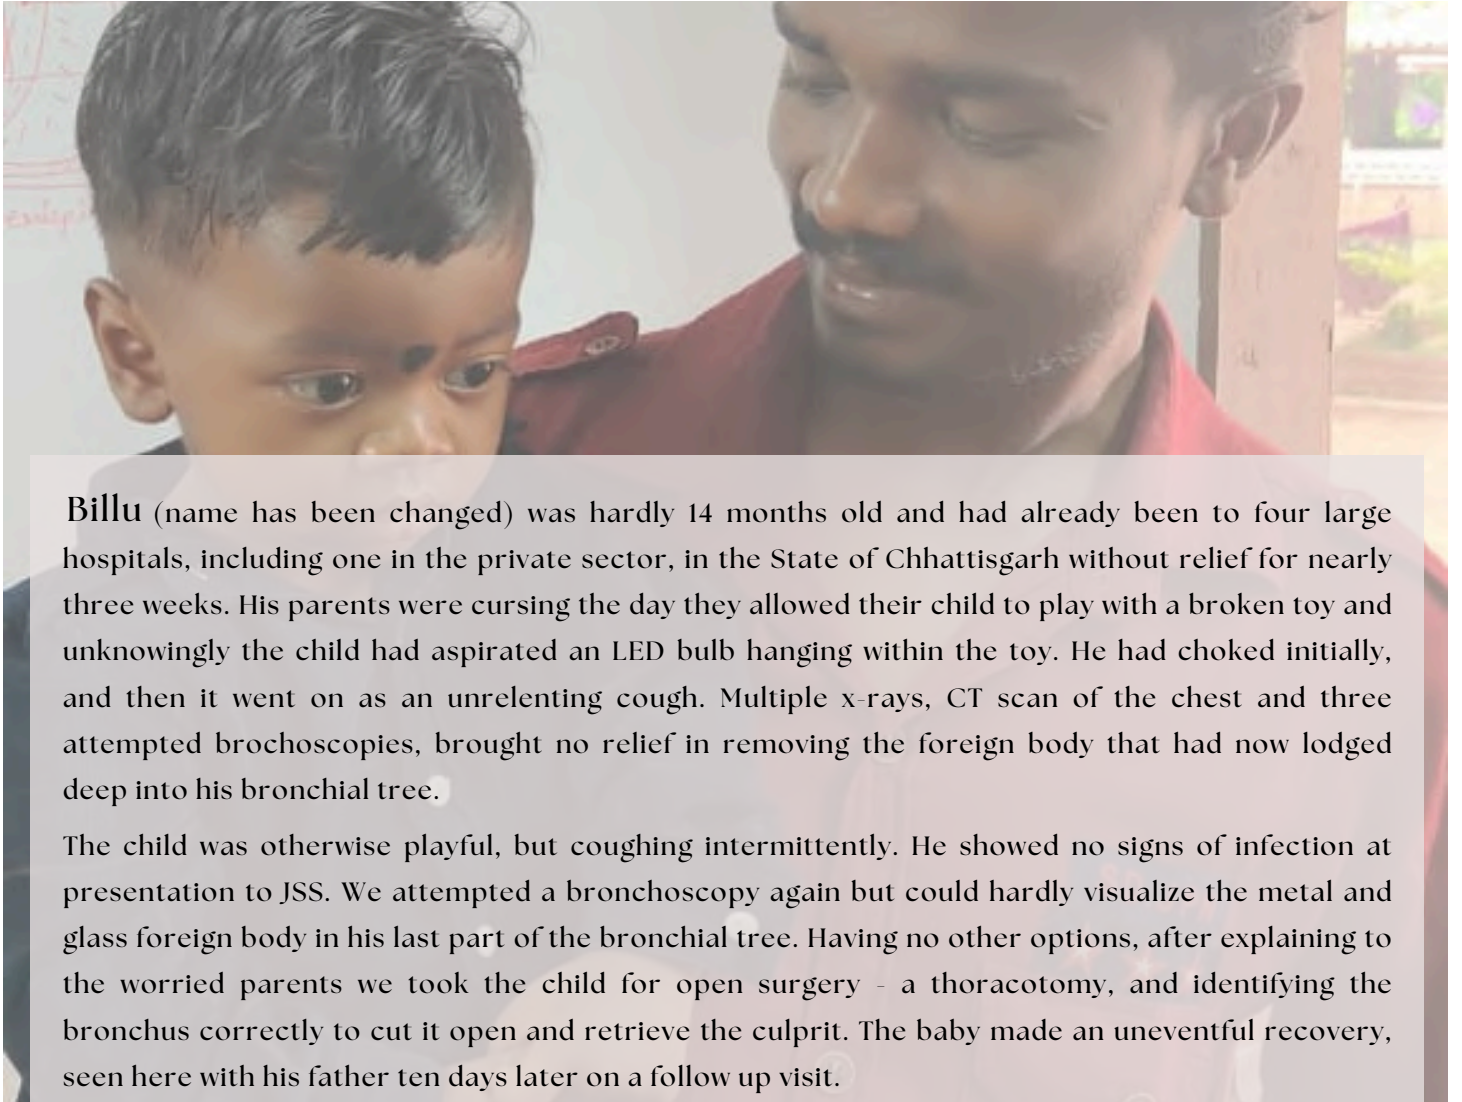 Billu (name has been changed) was hardly 14 months old and had already been to four large
hospitals, including one in the private sector, in the State of Chhattisgarh without relief for nearly
three weeks. His parents were cursing the day they allowed their child to play with a broken toy and
unknowingly the child had aspirated an LED bulb hanging within the toy. He had choked initially,
and then it went on as an unrelenting cough. Multiple x-rays, CT scan of the chest and three
attempted brochoscopies, brought no relief in removing the foreign body that had now lodged
deep into his bronchial tree.
The child was otherwise playful, but coughing intermittently. He showed no signs of infection at
presentation to JSS. We attempted a bronchoscopy again but could hardly visualize the metal and
glass foreign body in his last part of the bronchial tree. Having no other options, after explaining to
the worried parents we took the child for open surgery - a thoracotomy, and identifying the
bronchus correctly to cut it open and retrieve the culprit. The baby made an uneventful recovery,
seen here with his father ten days later on a follow up visit.